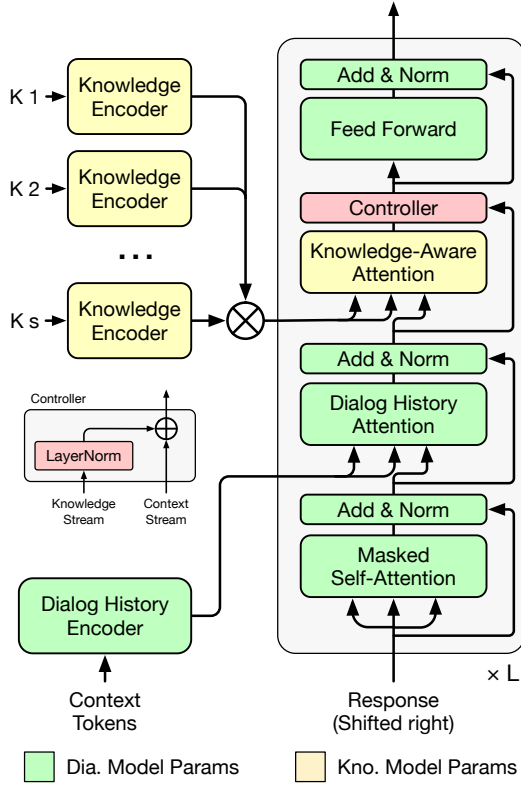 K 1
Knowledge
Encoder
K 2
Knowledge
Encoder
...
K s
Knowledge
Encoder
Controller
LayerNorm
Knowledge
Stream
Context
Stream
Dialog History
Encoder
Context
Tokens
Add & Norm
Feed Forward
Controller
Knowledge-Aware
Attention
Add & Norm
Dialog History
Attention
Add & Norm
Masked
Self-Attention
× L
Response
(Shifted right)
Dia. Model Params
Kno. Model Params